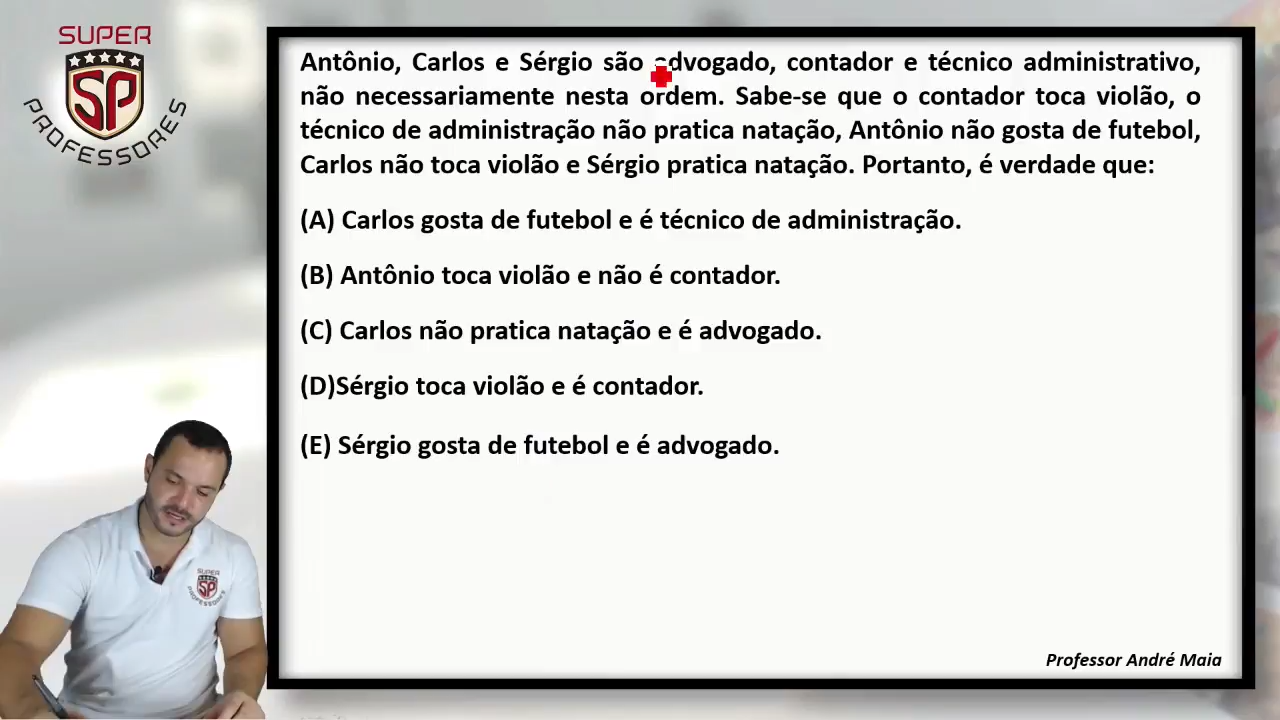 SUPER
SP
PROFESSORES
Antônio, Carlos e Sérgio são advogado, contador e técnico administrativo,
não necessariamente nesta ordem. Sabe-se que o contador toca violão, o
técnico de administração não pratica natação, Antônio não gosta de futebol,
Carlos não toca violão e Sérgio pratica natação. Portanto, é verdade que:
(A) Carlos gosta de futebol e é técnico de administração.
(B) Antônio toca violão e não é contador.
(C) Carlos não pratica natação e é advogado.
(D)Sérgio toca violão e é contador.
(E) Sérgio gosta de futebol e é advogado.
SUPER
SP
PROFESSORES
Professor André Maia